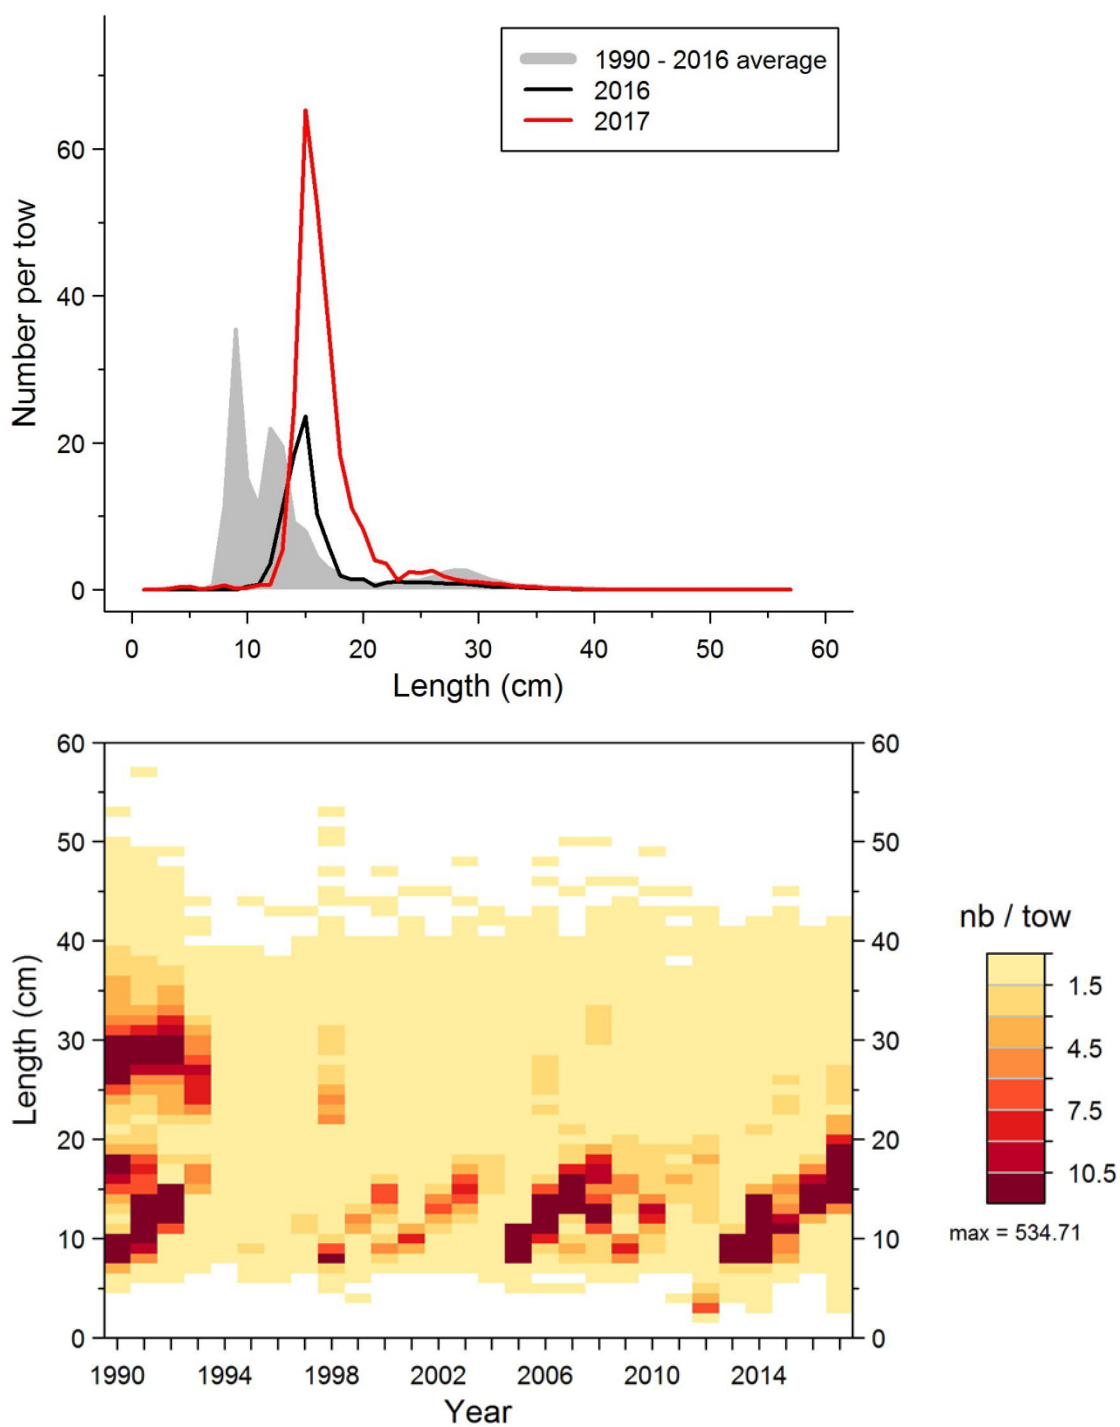 1990 - 2016 average
2016
2017
Number per tow
60
40
20
0
0 10 20 30 40 50 60
Length (cm)
60 60
50 50
40 40
30 30
20 20
10 10
0 0
Length (cm)
1990 1994 1998 2002 2006 2010 2014
Year
nb / tow
1.5
4.5
7.5
10.5
max = 534.71